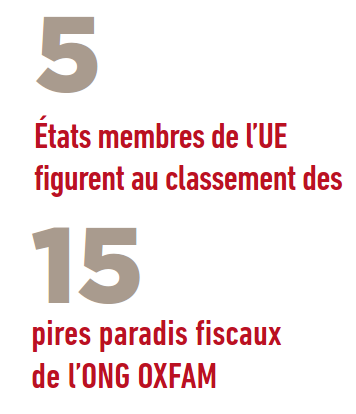 5
États membres de l'UE
figurent au classement des
15
pires paradis fiscaux
de l'ONG OXFAM